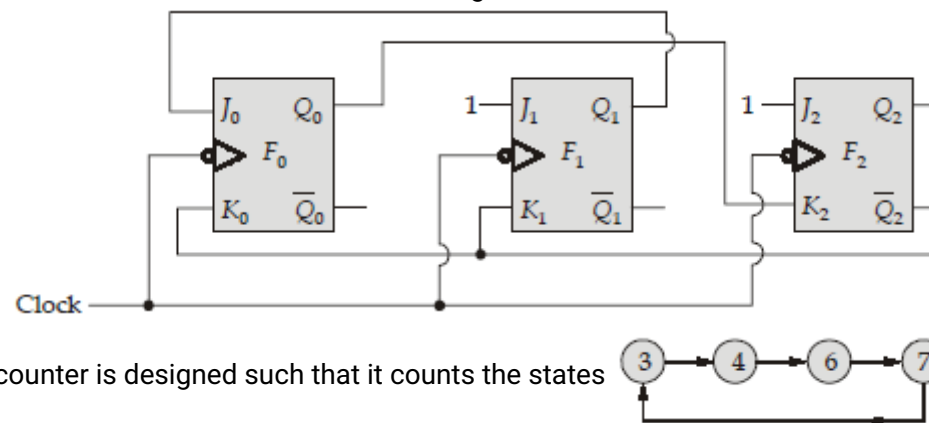 J₀ Q₀ 1 J₁ Q₁ 1 J₂ Q₂
F₀ F₁ F₂
K₀ Q̅₀ K₁ Q̅₁ K₂ Q̅₂
Clock
counter is designed such that it counts the states 3 4 6 7